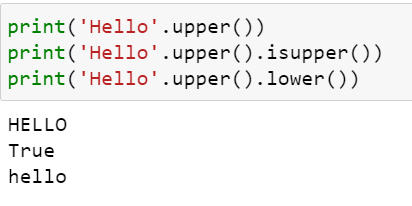 print('Hello'.upper())
print('Hello'.upper().isupper())
print('Hello'.upper().lower())
HELLO
True
hello